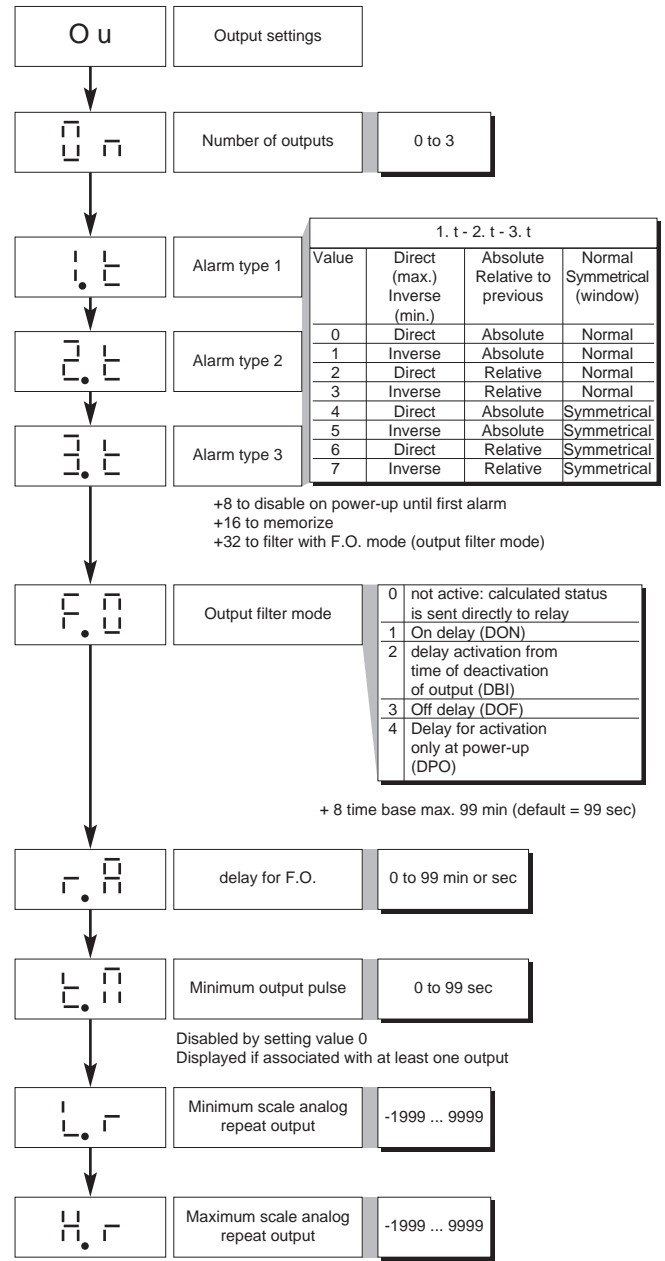 O u
Output settings
0 n
Number of outputs
0 to 3
1. t
Alarm type 1
2. t
Alarm type 2
3. t
Alarm type 3
1. t - 2. t - 3. t
Value Direct (max.) Inverse (min.) Absolute Relative to previous Normal Symmetrical (window)
0 Direct Absolute Normal
1 Inverse Absolute Normal
2 Direct Relative Normal
3 Inverse Relative Normal
4 Direct Absolute Symmetrical
5 Inverse Absolute Symmetrical
6 Direct Relative Symmetrical
7 Inverse Relative Symmetrical
+8 to disable on power-up until first alarm
+16 to memorize
+32 to filter with F.O. mode (output filter mode)
F.0
Output filter mode
0 not active: calculated status
is sent directly to relay
1 On delay (DON)
2 delay activation from
time of deactivation
of output (DBI)
3 Off delay (DOF)
4 Delay for activation
only at power-up
(DPO)
+ 8 time base max. 99 min (default = 99 sec)
r.A
delay for F.O.
0 to 99 min or sec
t.M
Minimum output pulse
0 to 99 sec
Disabled by setting value 0
Displayed if associated with at least one output
L.r
Minimum scale analog
repeat output
-1999 ... 9999
H.r
Maximum scale analog
repeat output
-1999 ... 9999